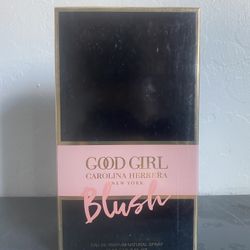 GOOD GIRL
CAROLINA HERRERA
NEW YORK
Blush
EAU DE PARFUM NATURAL SPRAY